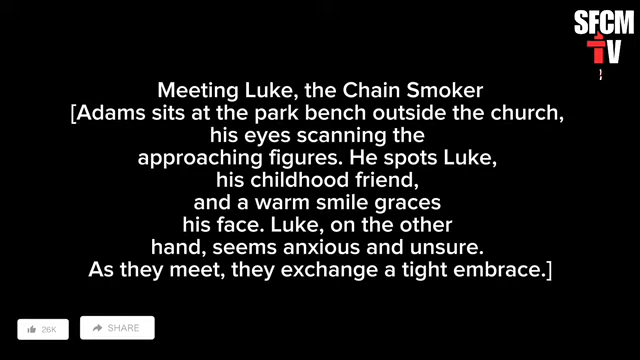 SFCM
TV
Meeting Luke, the Chain Smoker
[Adams sits at the park bench outside the church,
his eyes scanning the
approaching figures. He spots Luke,
his childhood friend,
and a warm smile graces
his face. Luke, on the other
hand, seems anxious and unsure.
As they meet, they exchange a tight embrace.]
26K
SHARE